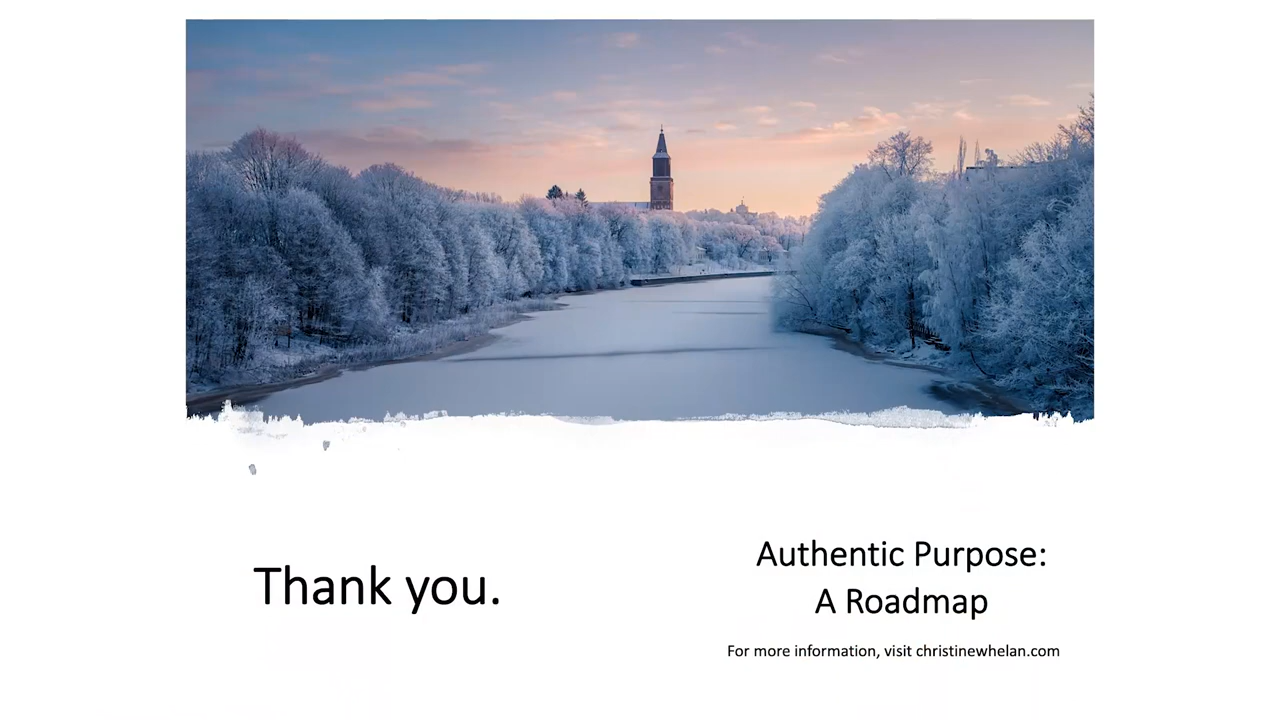 Thank you.
Authentic Purpose:
A Roadmap
For more information, visit christinewhelan.com